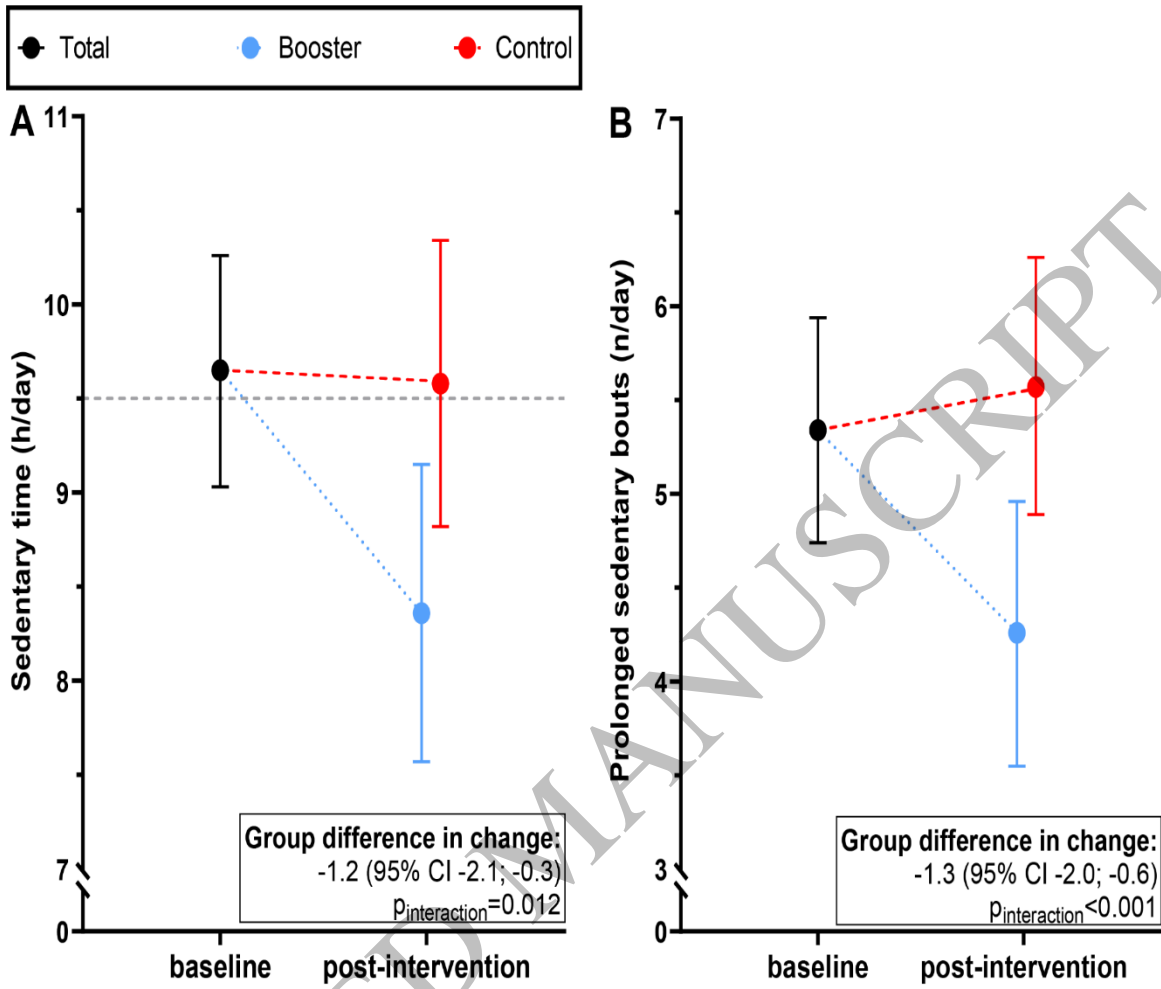 Total Booster Control
A
11
10
9
8
7
0
Sedentary time (h/day)
baseline post-intervention
Group difference in change:
-1.2 (95% CI -2.1; -0.3)
pinteraction=0.012
B
7
6
5
4
3
0
Prolonged sedentary bouts (n/day)
baseline post-intervention
Group difference in change:
-1.3 (95% CI -2.0; -0.6)
pinteraction<0.001
D MANUSCRIPT